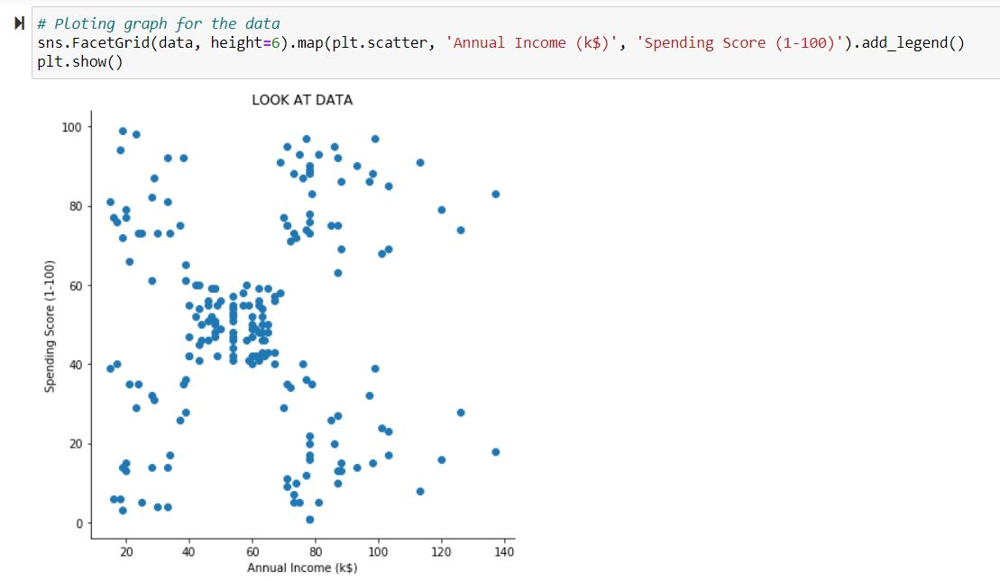 # Ploting graph for the data
sns.FacetGrid(data, height=6).map(plt.scatter, 'Annual Income (k$)', 'Spending Score (1-100)').add_legend()
plt.show()
LOOK AT DATA
100
80
60
40
20
0
Spending Score (1-100)
20 40 60 80 100 120 140
Annual Income (k$)